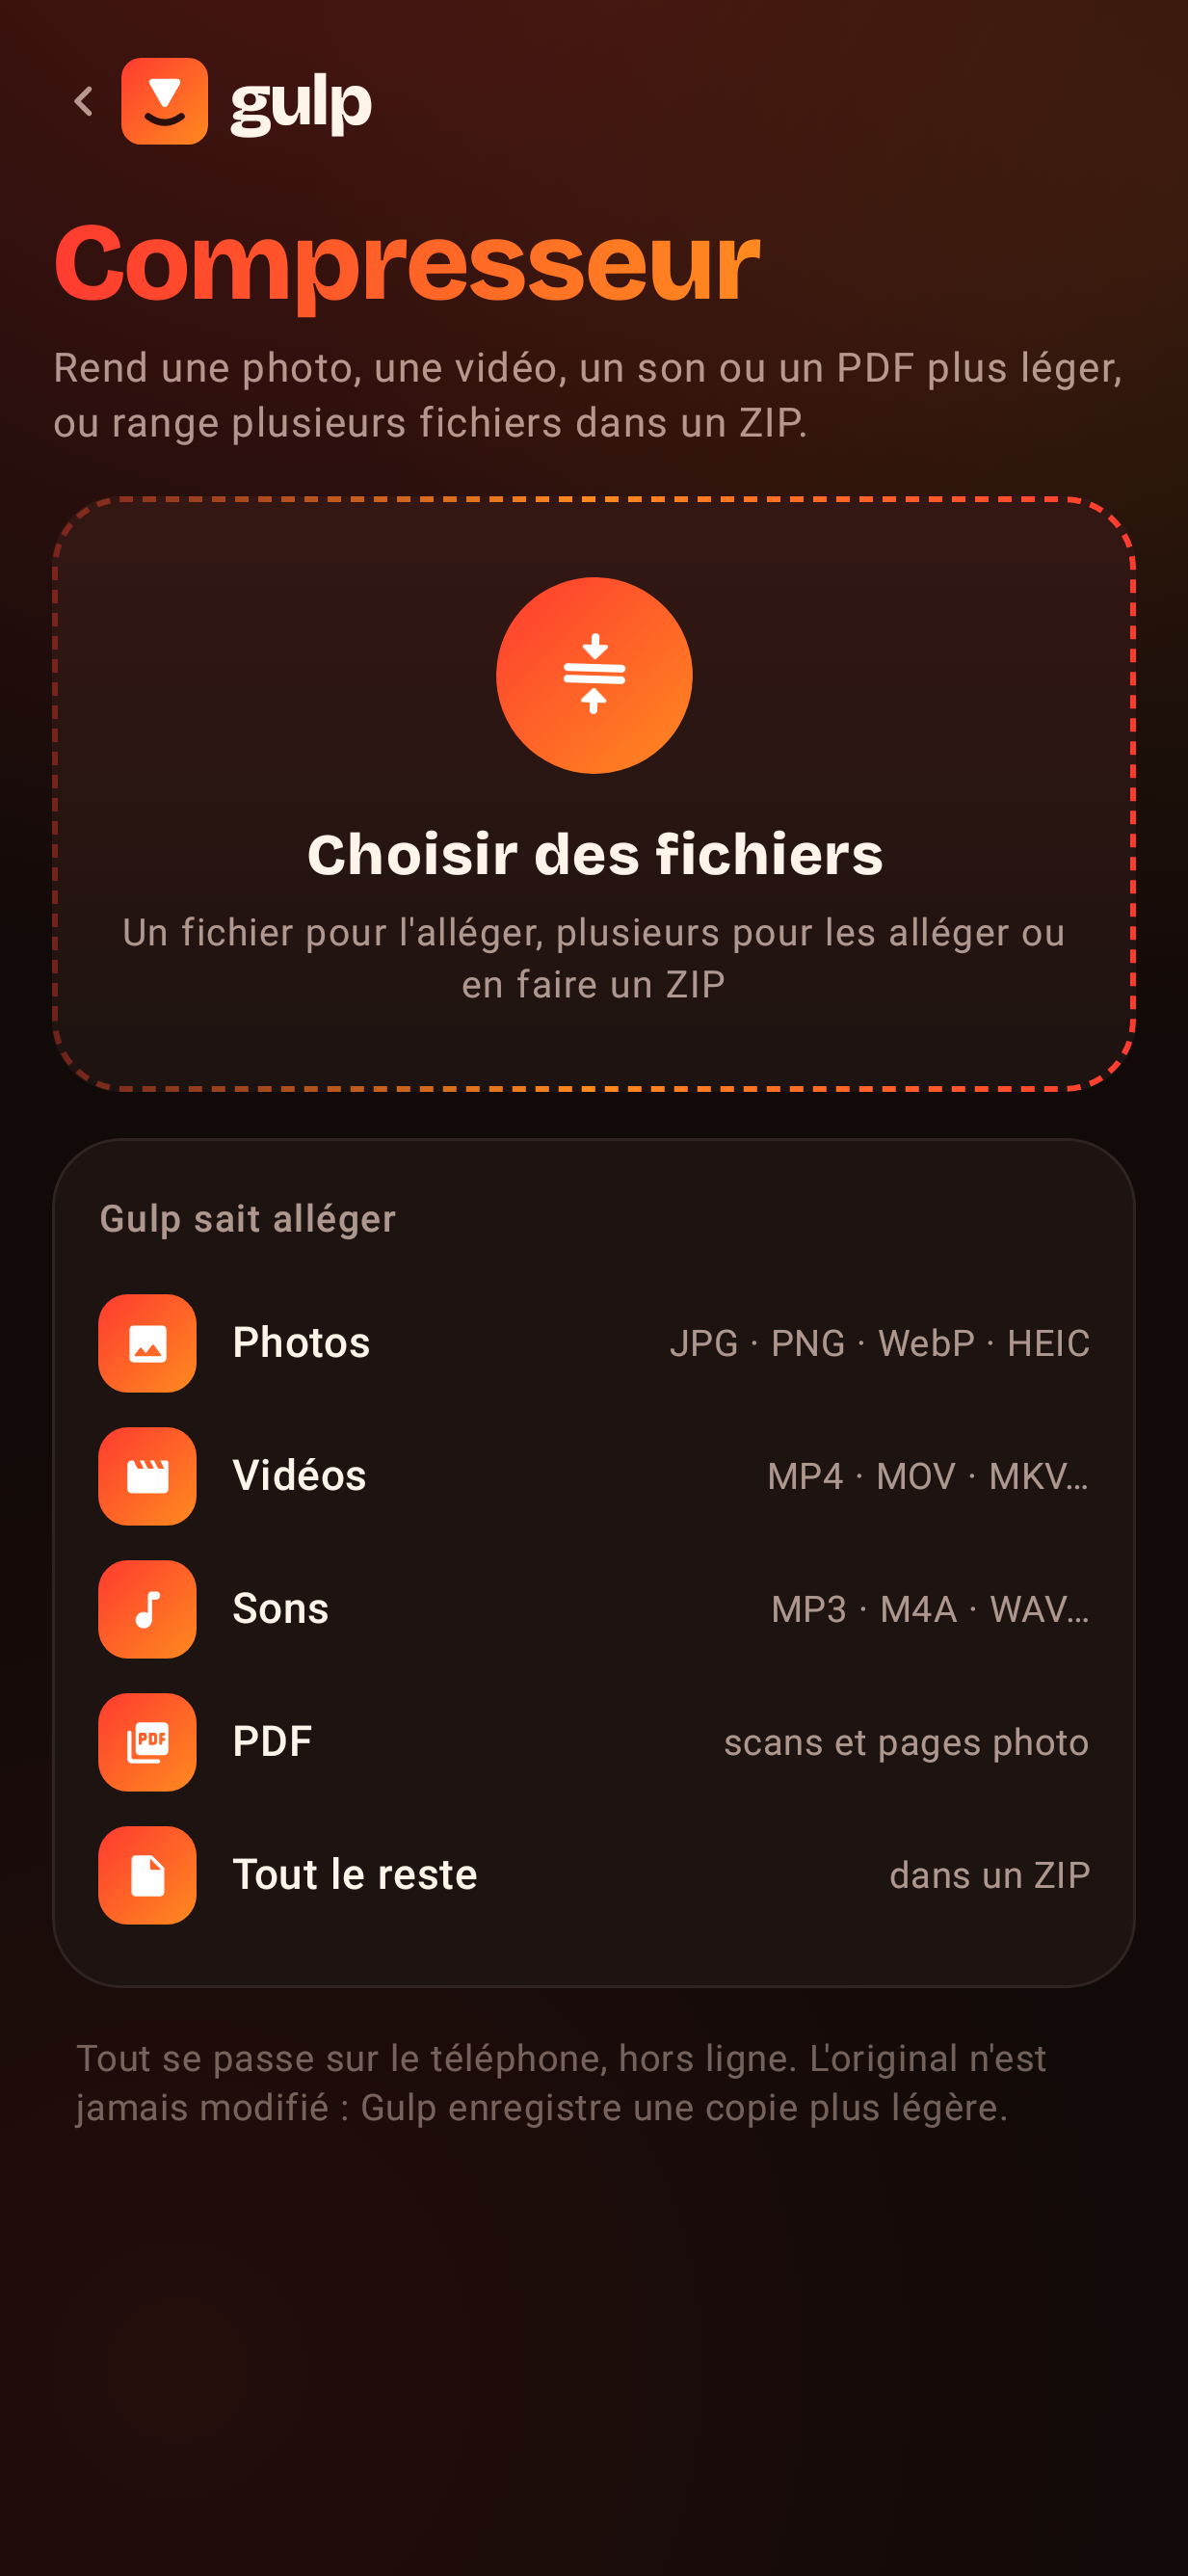 gulp
Compresseur
Rend une photo, une vidéo, un son ou un PDF plus léger,
ou range plusieurs fichiers dans un ZIP.
Choisir des fichiers
Un fichier pour l'alléger, plusieurs pour les alléger ou
en faire un ZIP
Gulp sait alléger
Photos JPG · PNG · WebP · HEIC
Vidéos MP4 · MOV · MKV…
Sons MP3 · M4A · WAV…
PDF PDF scans et pages photo
Tout le reste dans un ZIP
Tout se passe sur le téléphone, hors ligne. L'original n'est
jamais modifié : Gulp enregistre une copie plus légère.